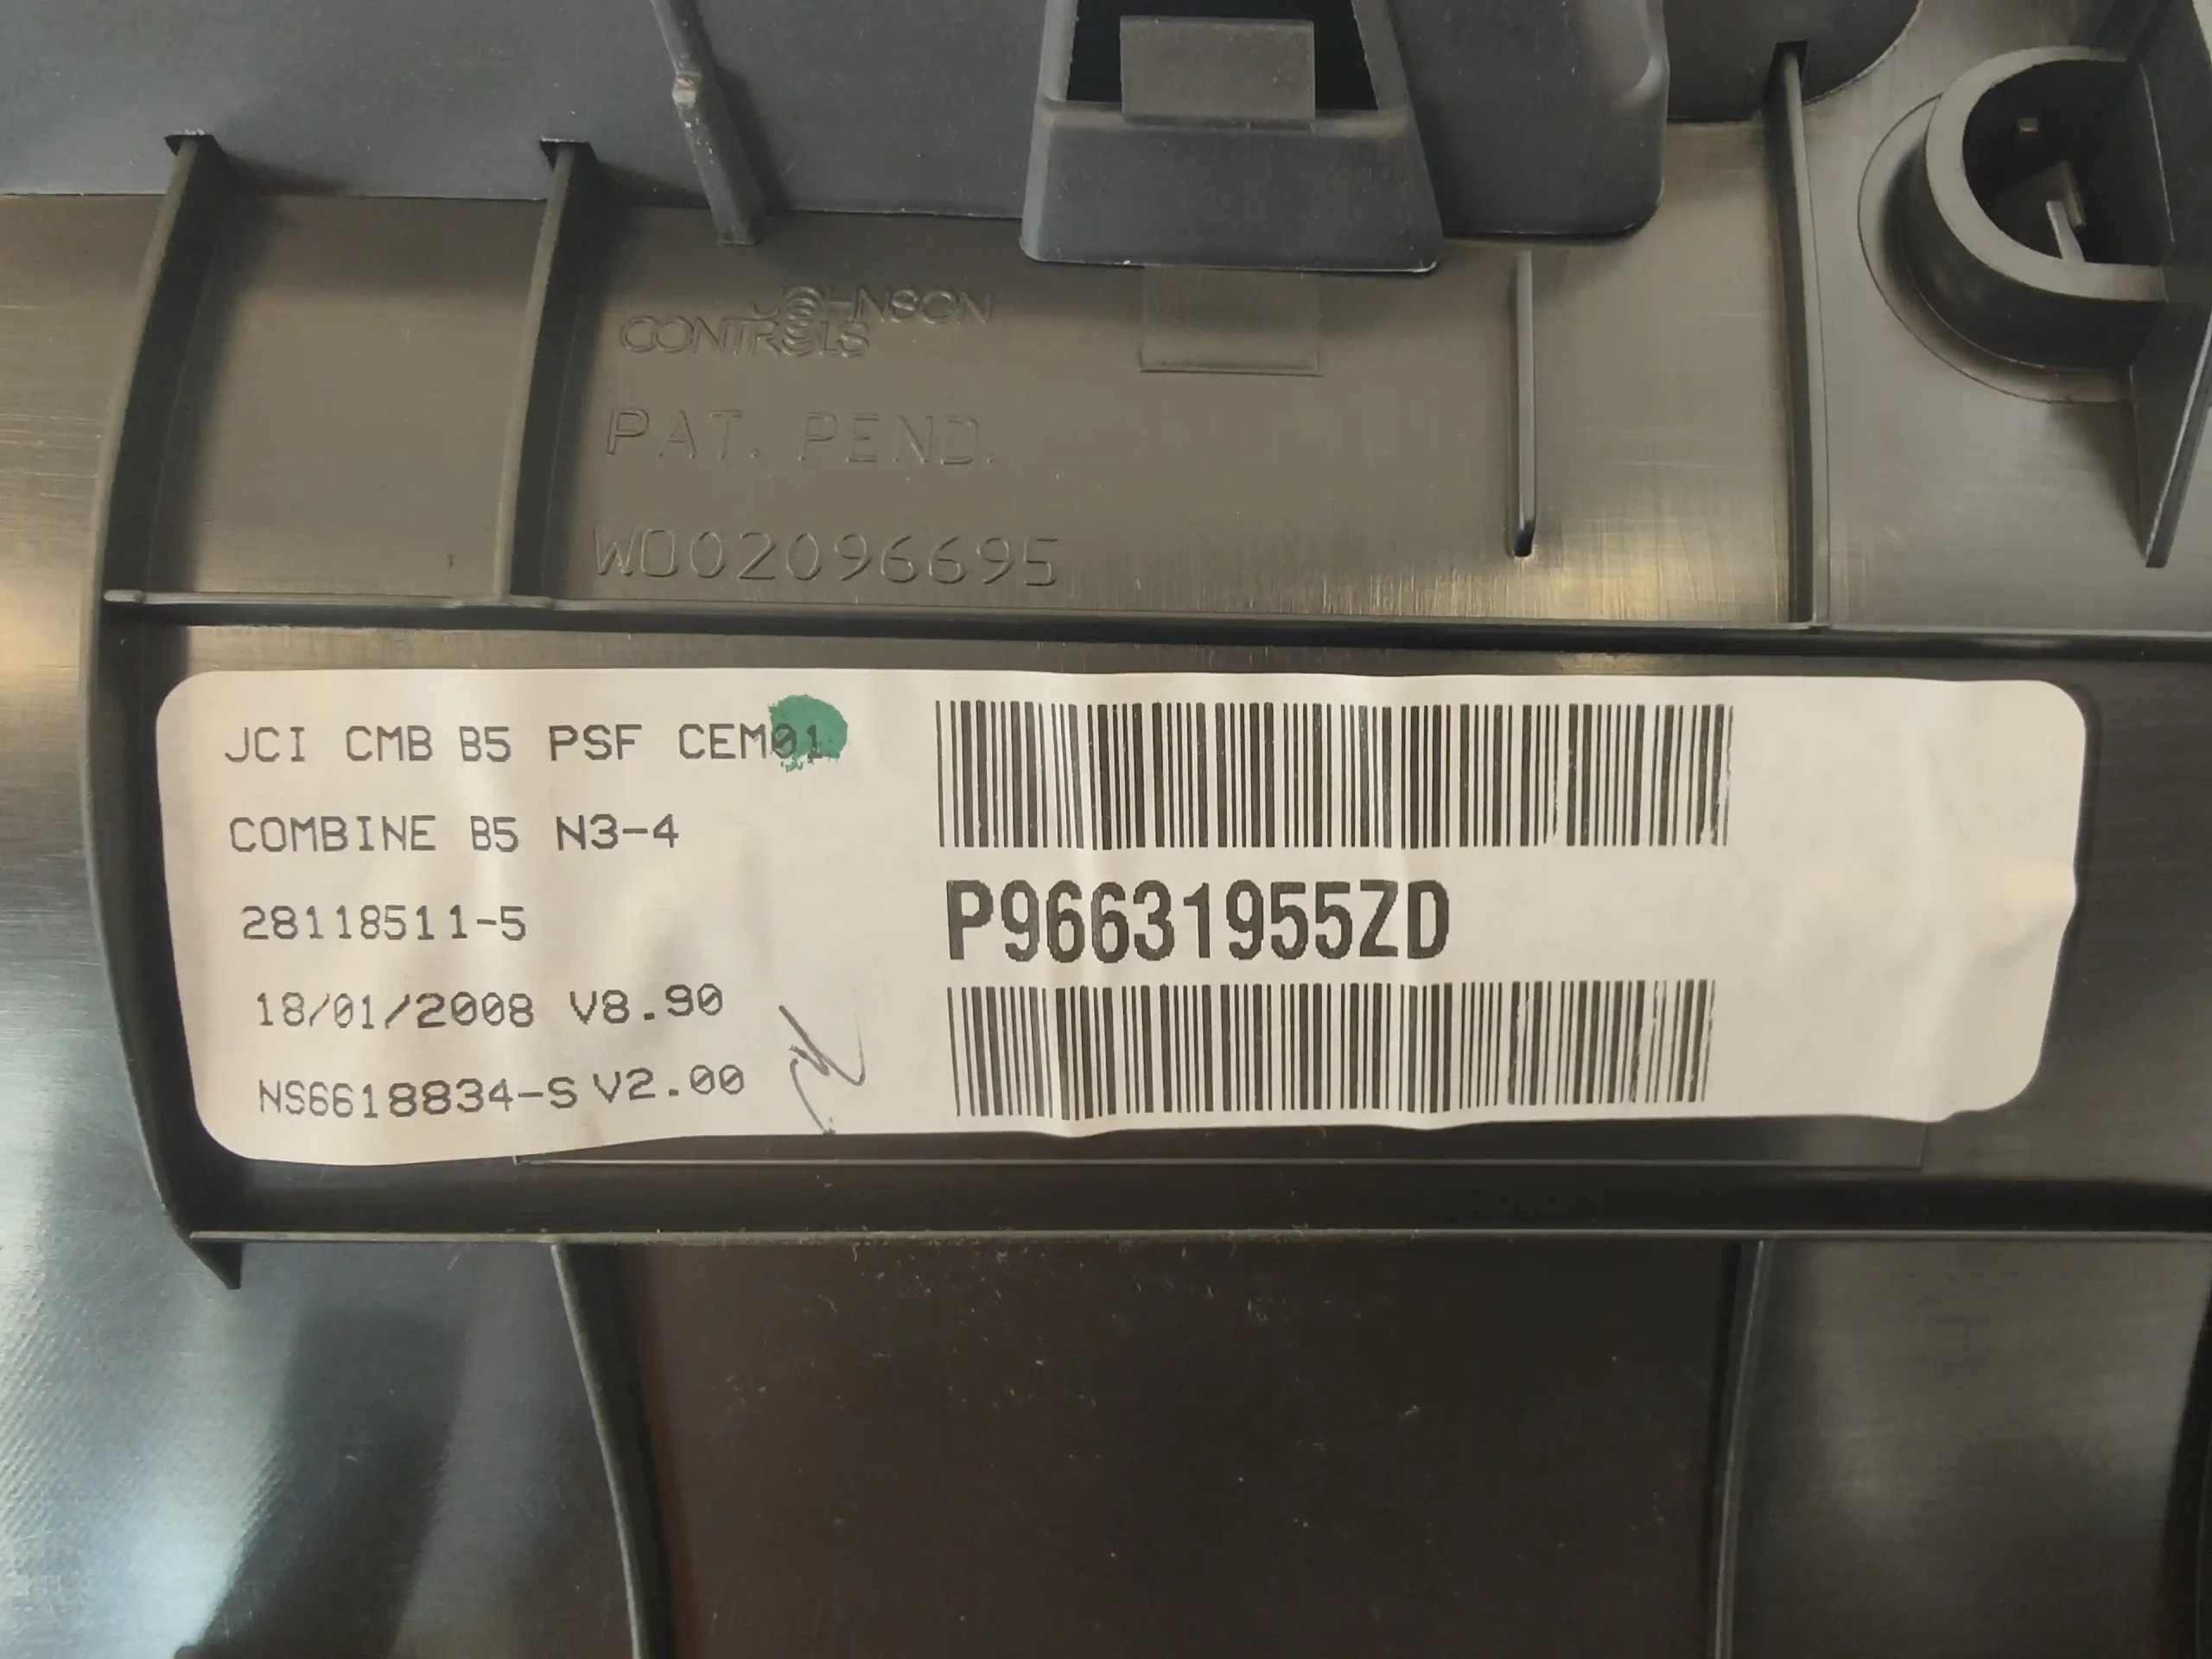 JOHNSON
CONTROLS
PAT. PEND.
WO02096695
JCI CMB B5 PSF CEM01
COMBINE B5 N3-4
28118511-5
18/01/2008 V8.90
NS6618834-S V2.00
P96631955ZD